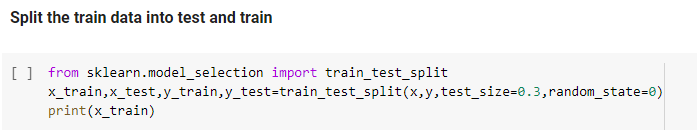 Split the train data into test and train
[ ] from sklearn.model_selection import train_test_split
x_train,x_test,y_train,y_test=train_test_split(x,y,test_size=0.3,random_state=0)
print(x_train)